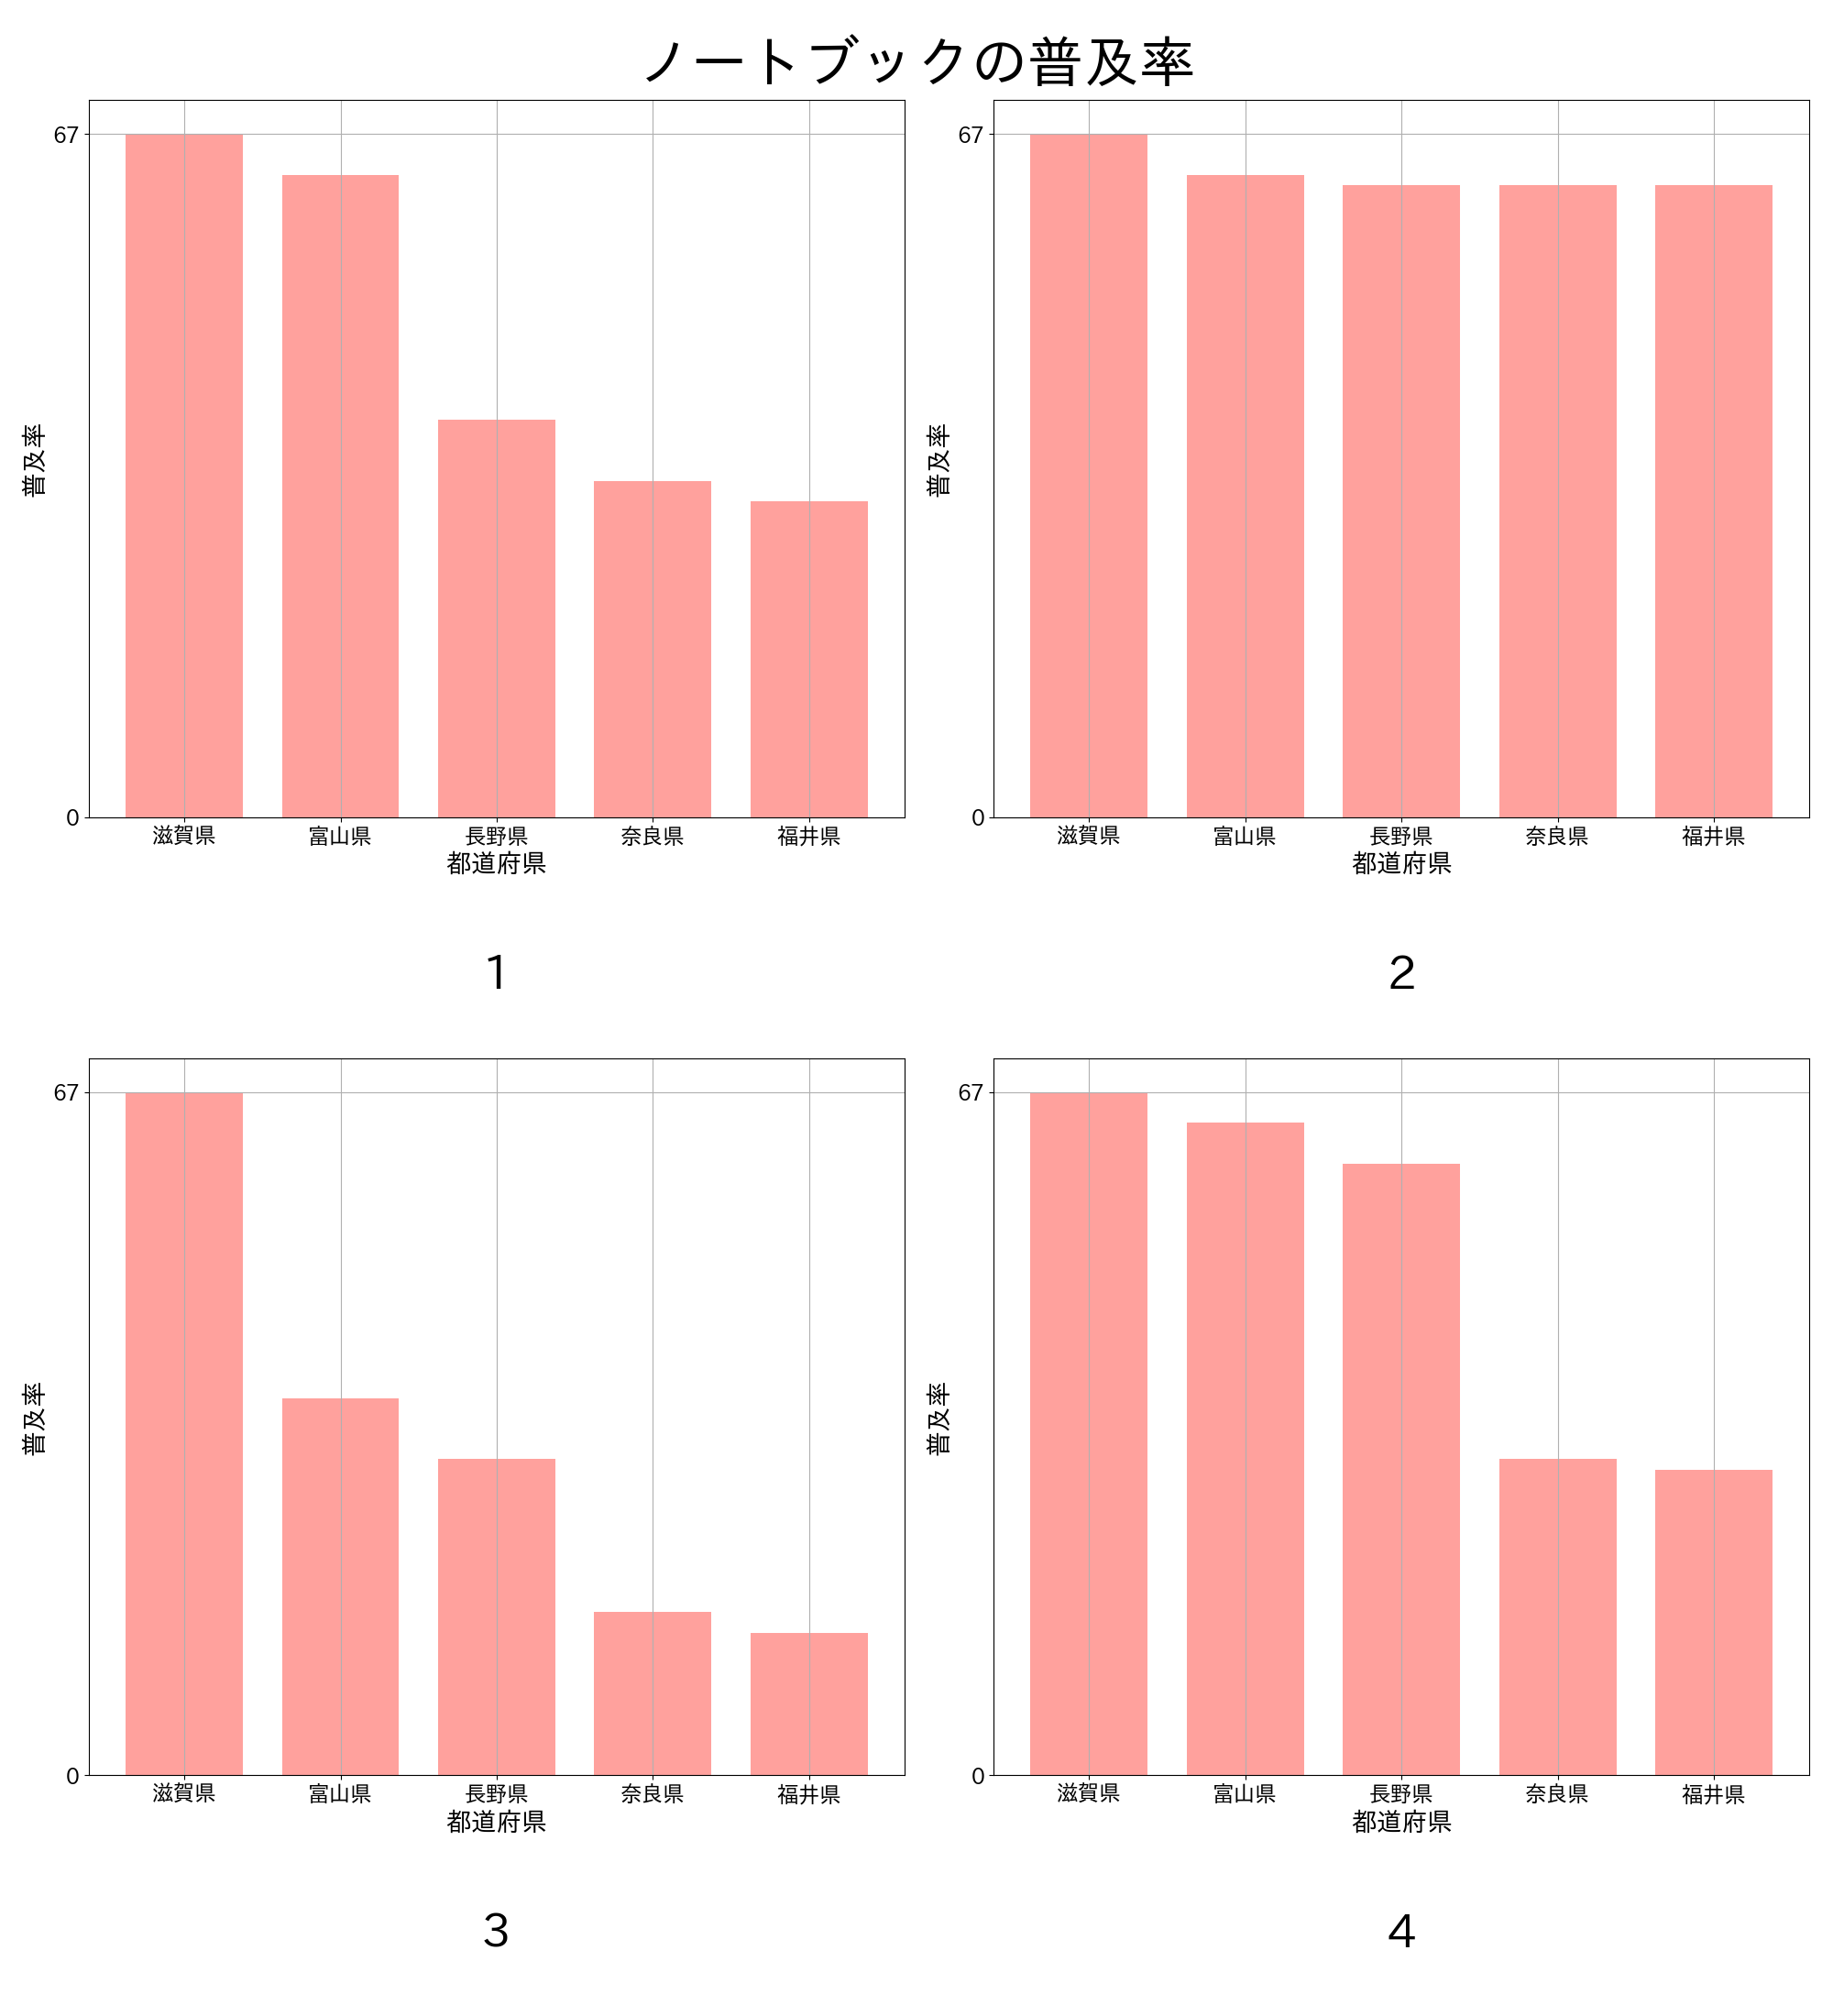 ノートブックの普及率
67
0
普及率
滋賀県 富山県 長野県 奈良県 福井県
都道府県
1
67
0
普及率
滋賀県 富山県 長野県 奈良県 福井県
都道府県
2
67
0
普及率
滋賀県 富山県 長野県 奈良県 福井県
都道府県
3
67
0
普及率
滋賀県 富山県 長野県 奈良県 福井県
都道府県
4